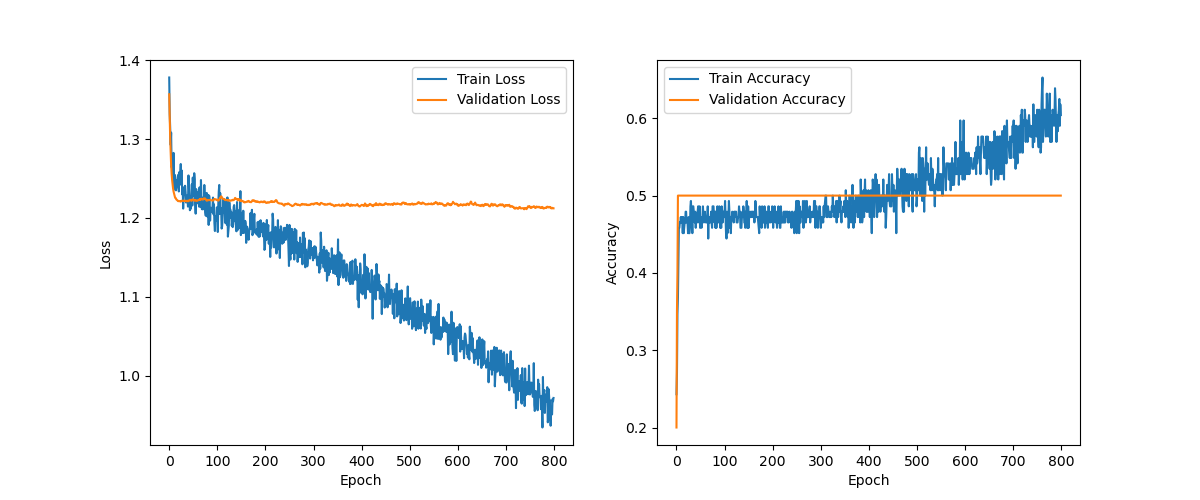 1.4
1.3
1.2
1.1
1.0
Loss
0 100 200 300 400 500 600 700 800
Epoch
Train Loss
Validation Loss
0.6
0.5
0.4
0.3
0.2
Accuracy
0 100 200 300 400 500 600 700 800
Epoch
Train Accuracy
Validation Accuracy